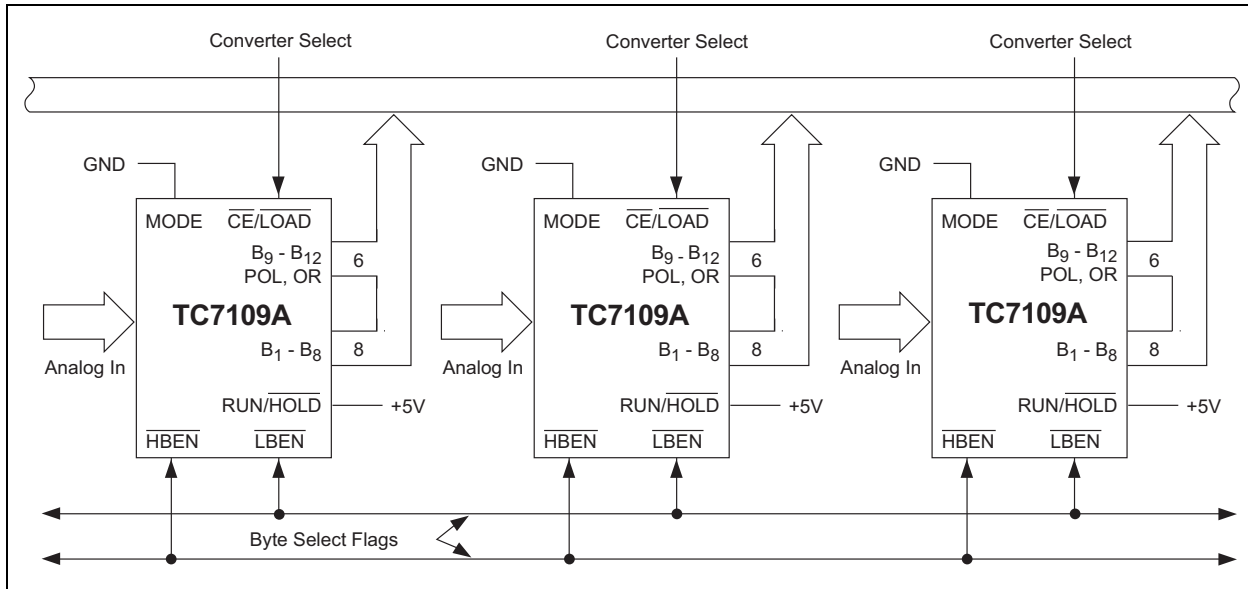 Converter Select
Converter Select
Converter Select
GND
GND
GND
MODE
CE/LOAD
B9 - B12
POL, OR
6
TC7109A
B1 - B8
8
Analog In
RUN/HOLD
+5V
HBEN
LBEN
MODE
CE/LOAD
B9 - B12
POL, OR
6
TC7109A
B1 - B8
8
Analog In
RUN/HOLD
+5V
HBEN
LBEN
MODE
CE/LOAD
B9 - B12
POL, OR
6
TC7109A
B1 - B8
8
Analog In
RUN/HOLD
+5V
HBEN
LBEN
Byte Select Flags